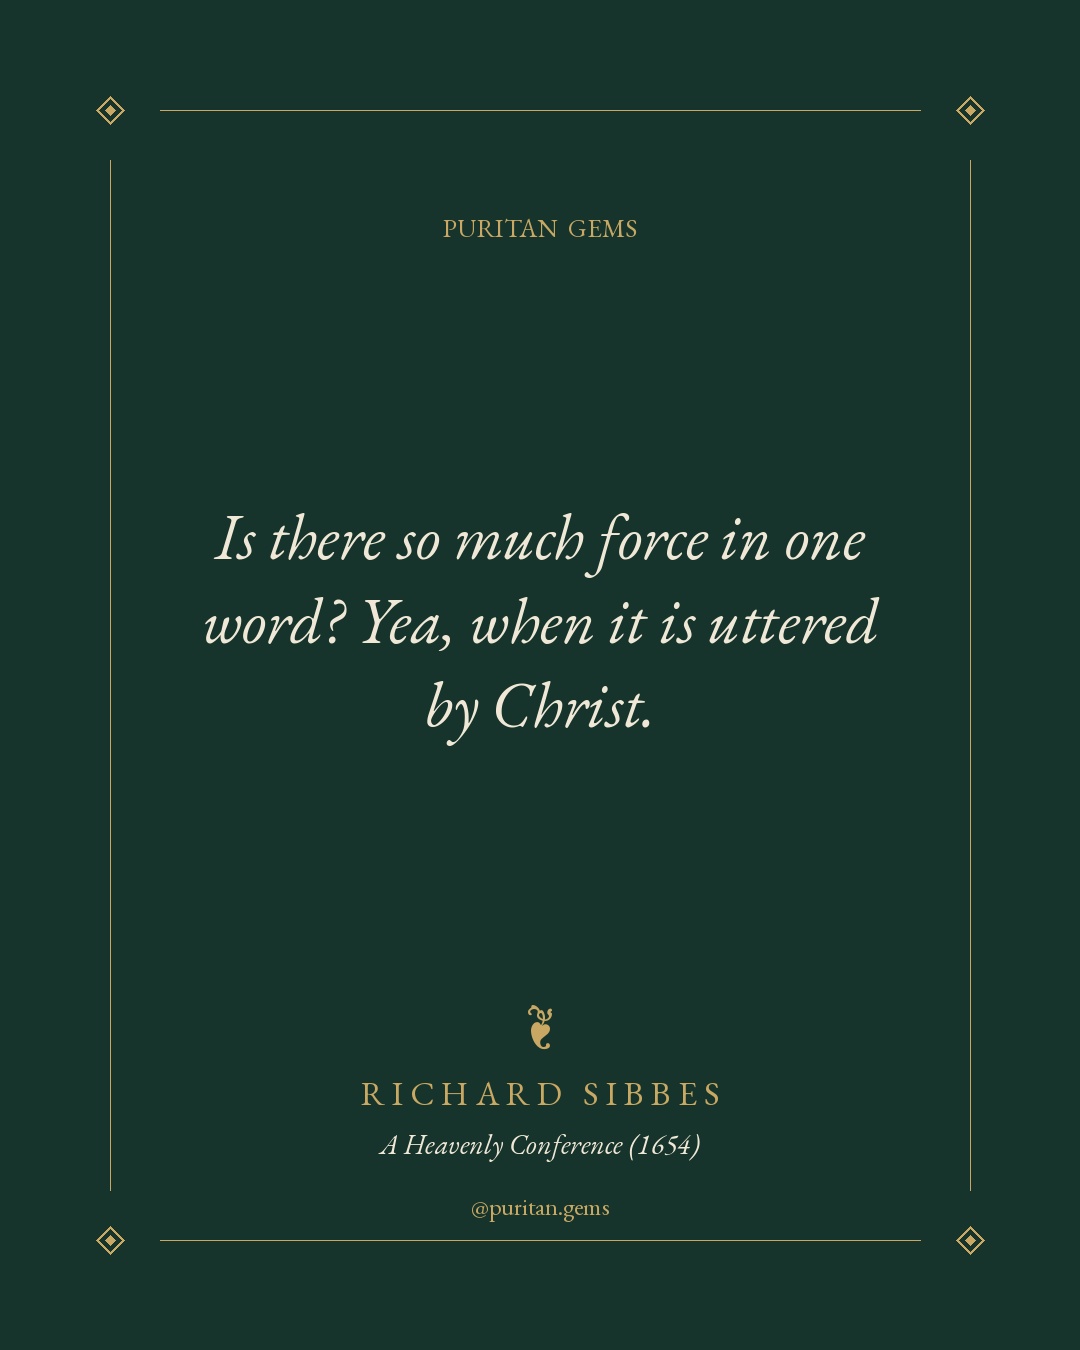 PURITAN GEMS
Is there so much force in one
word? Yea, when it is uttered
by Christ.
RICHARD SIBBES
A Heavenly Conference (1654)
@puritan.gems